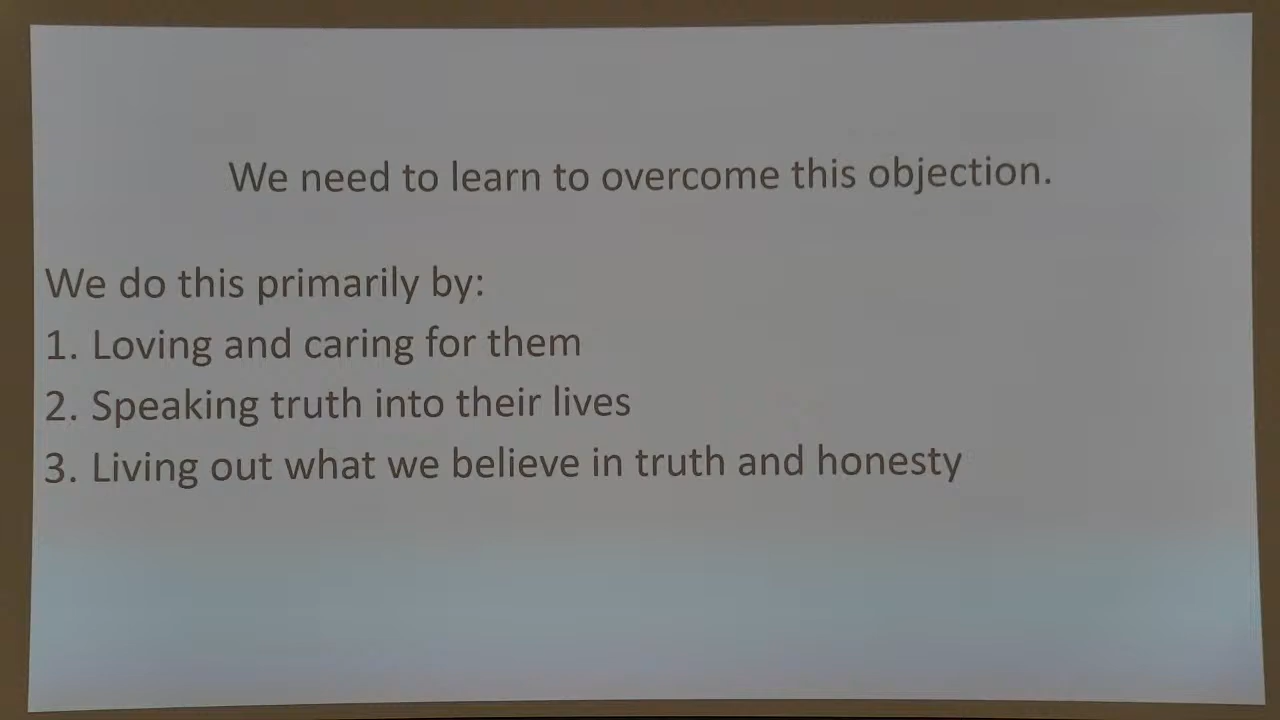 We need to learn to overcome this objection.
We do this primarily by:
1. Loving and caring for them
2. Speaking truth into their lives
3. Living out what we believe in truth and honesty